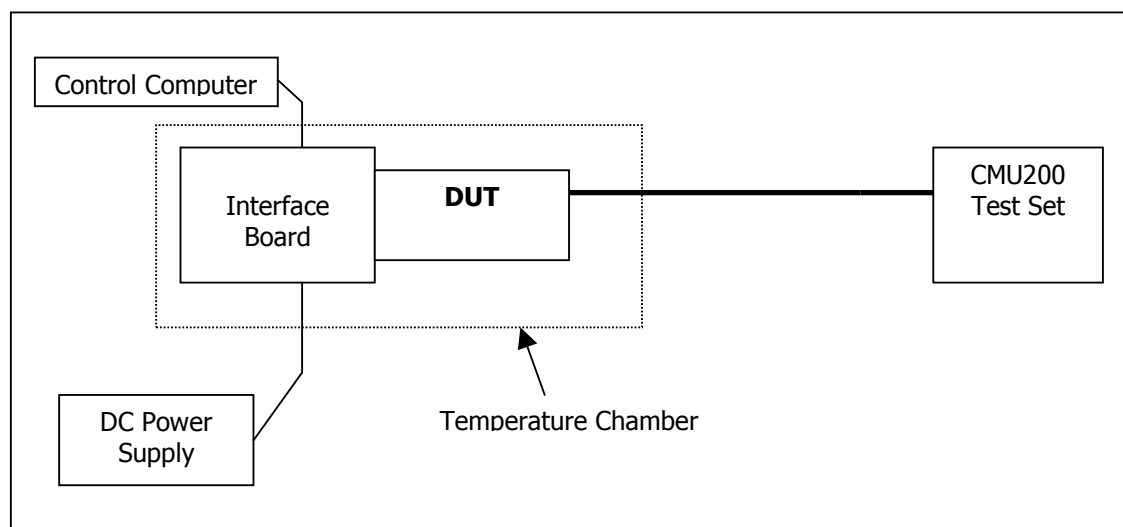 Control Computer
Interface
Board
DUT
CMU200
Test Set
DC Power
Supply
Temperature Chamber